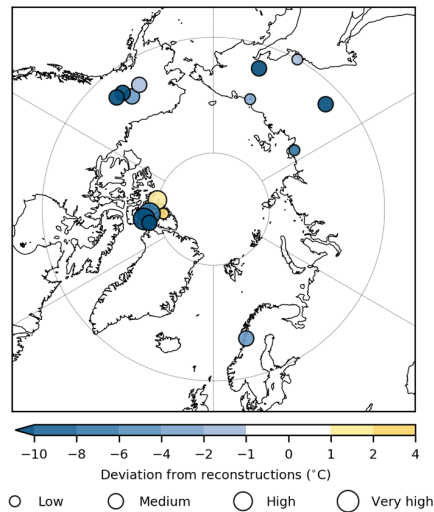 −10 −8 −6 −4 −2 −1 0 1 2 4
Deviation from reconstructions (°C)
Low Medium High Very high